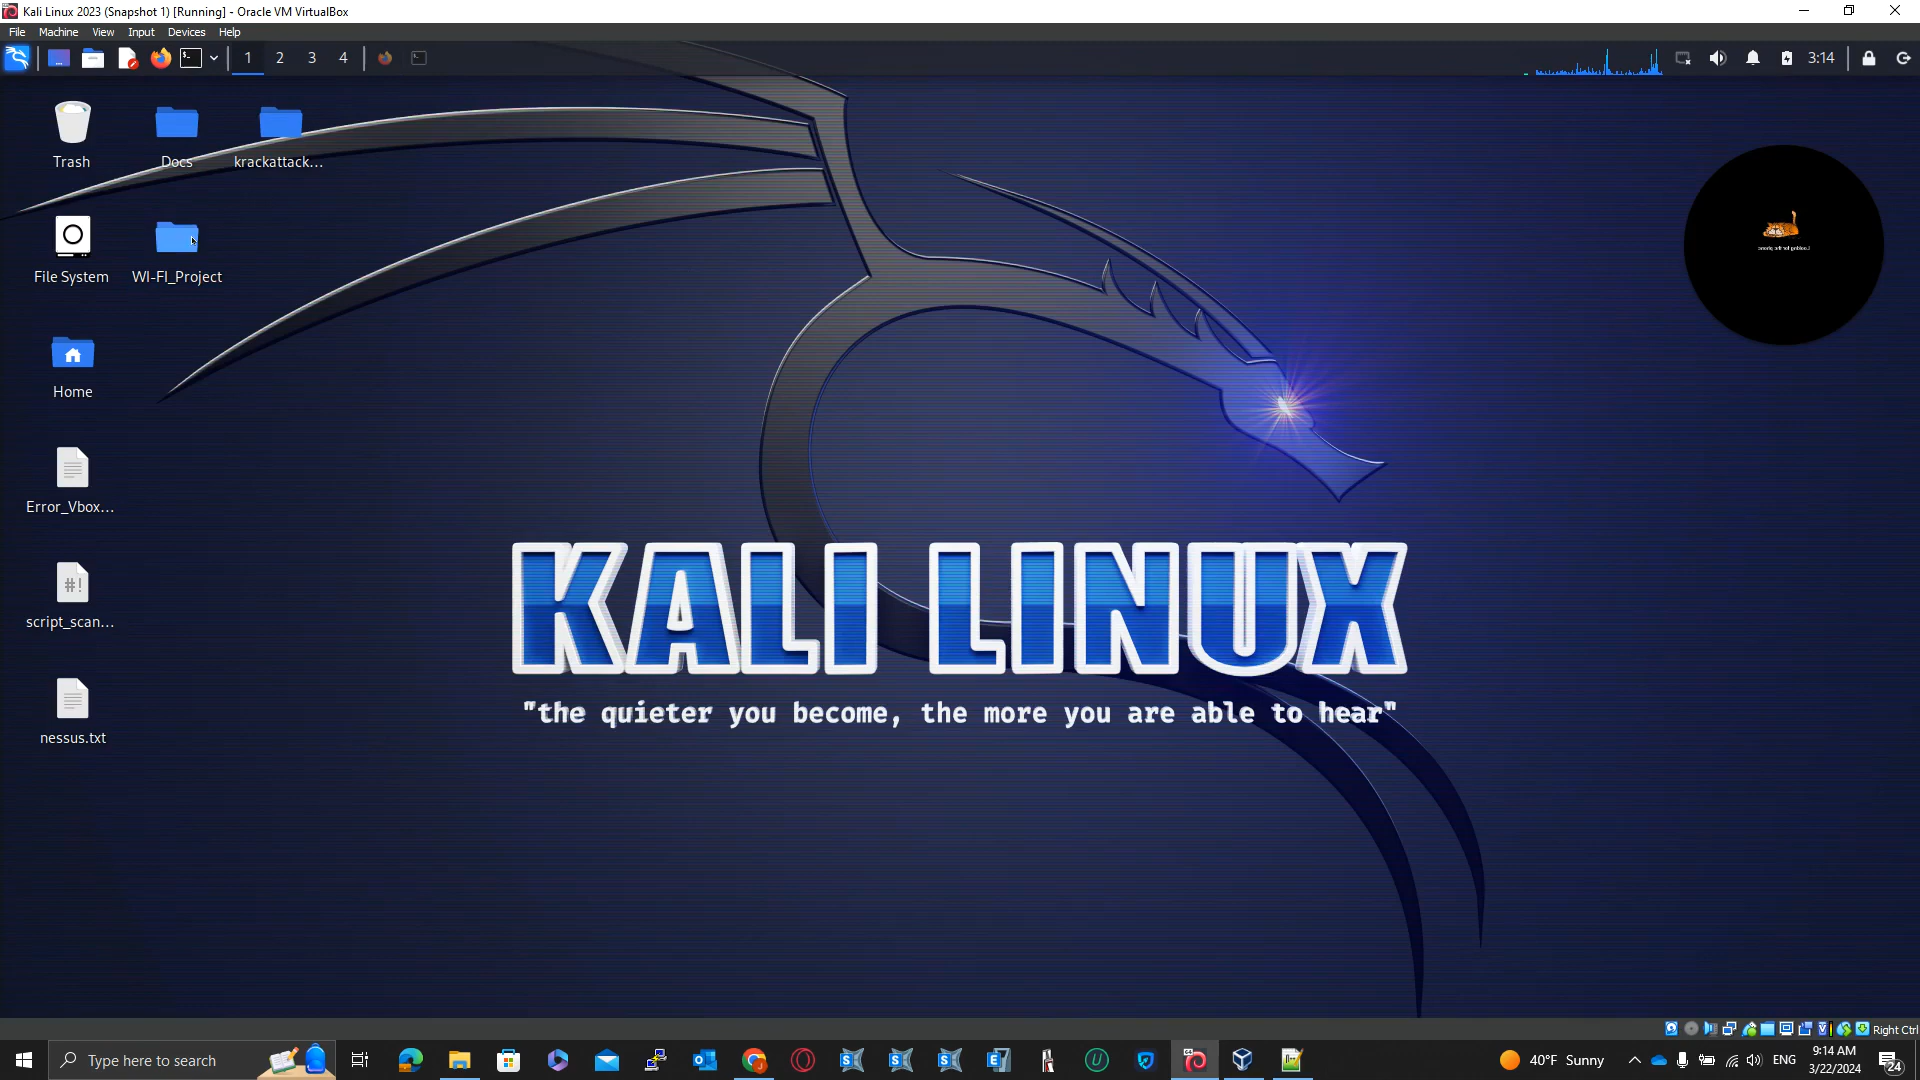 Kali Linux 2023 (Snapshot 1) [Running] - Oracle VM VirtualBox
File Machine View Input Devices Help
1 2 3 4
3:14
Trash
Docs
krackattack...
File System
WI-FI_Project
Home
Error_Vbox...
script_scan...
#!
nessus.txt
KALI LINUX
"the quieter you become, the more you are able to hear"
Right Ctrl
Type here to search
40°F Sunny
ENG
9:14 AM
3/22/2024
24